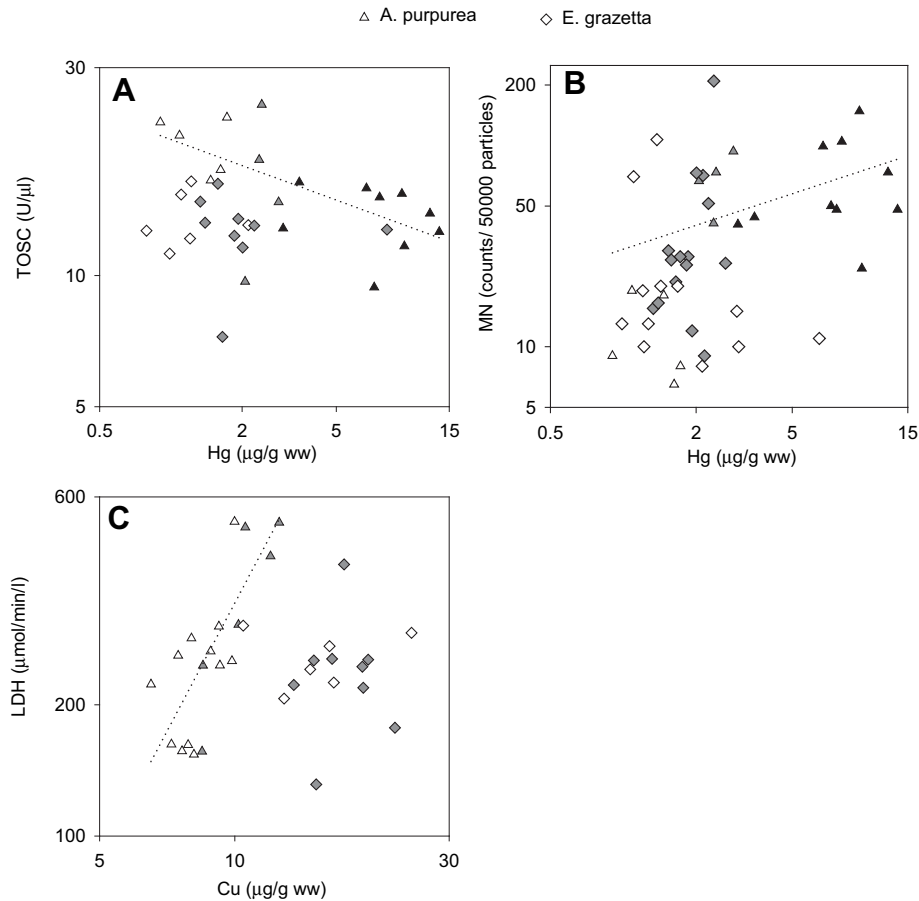 △ A. purpurea ◇ E. grazetta
A
30
10
5
TOSC (U/μl)
0.5 2 5 15
Hg (μg/g ww)
B
200
50
10
5
MN (counts/ 50000 particles)
0.5 2 5 15
Hg (μg/g ww)
C
600
200
100
LDH (μmol/min/l)
5 10 30
Cu (μg/g ww)